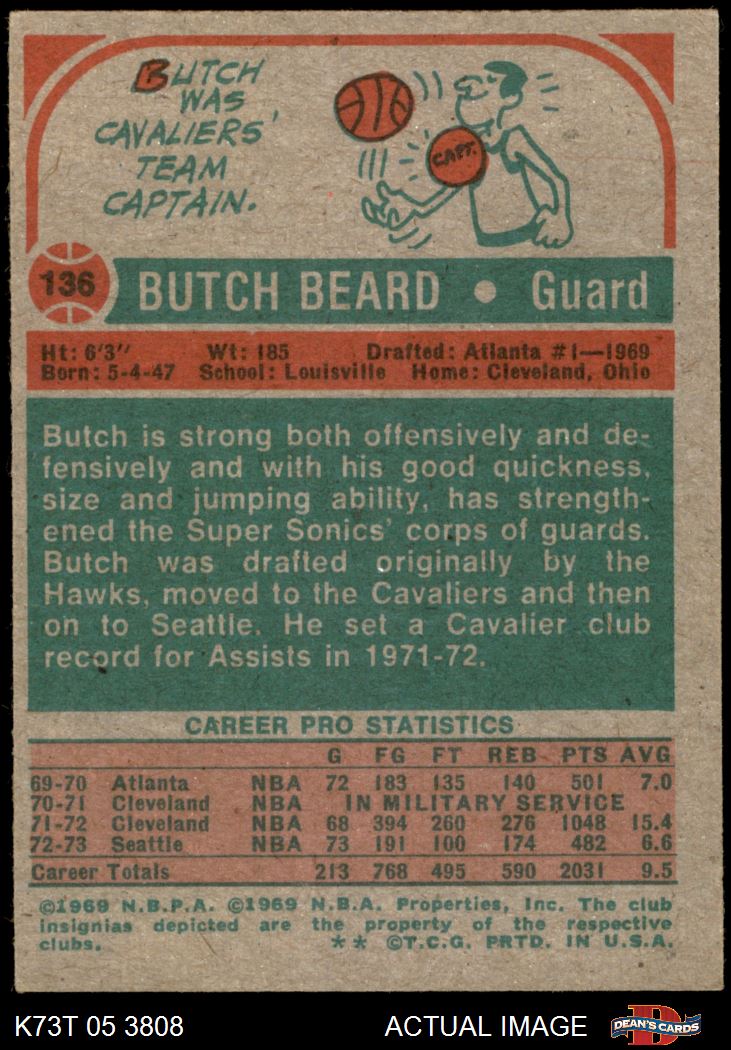 BUTCH
WAS
CAVALIERS'
TEAM
CAPTAIN.
CAPT.
136 BUTCH BEARD • Guard
Ht: 6'3" Wt: 185 Drafted: Atlanta #1—1969
Born: 5-4-47 School: Louisville Home: Cleveland, Ohio
Butch is strong both offensively and de-
fensively and with his good quickness,
size and jumping ability, has strength-
ened the Super Sonics' corps of guards.
Butch was drafted originally by the
Hawks, moved to the Cavaliers and then
on to Seattle. He set a Cavalier club
record for Assists in 1971-72.
CAREER PRO STATISTICS
G FG FT REB PTS AVG
69-70 Atlanta NBA 72 183 135 140 501 7.0
70-71 Cleveland NBA IN MILITARY SERVICE
71-72 Cleveland NBA 68 394 260 276 1048 15.4
72-73 Seattle NBA 73 191 100 174 482 6.6
Career Totals 213 768 495 590 2031 9.5
©1969 N.B.P.A. ©1969 N.B.A. Properties, Inc. The club
insignias depicted are the property of the respective
clubs. ** ©T.C.G. PRTD. IN U.S.A.
K73T 05 3808 ACTUAL IMAGE D DEAN'S CARDS